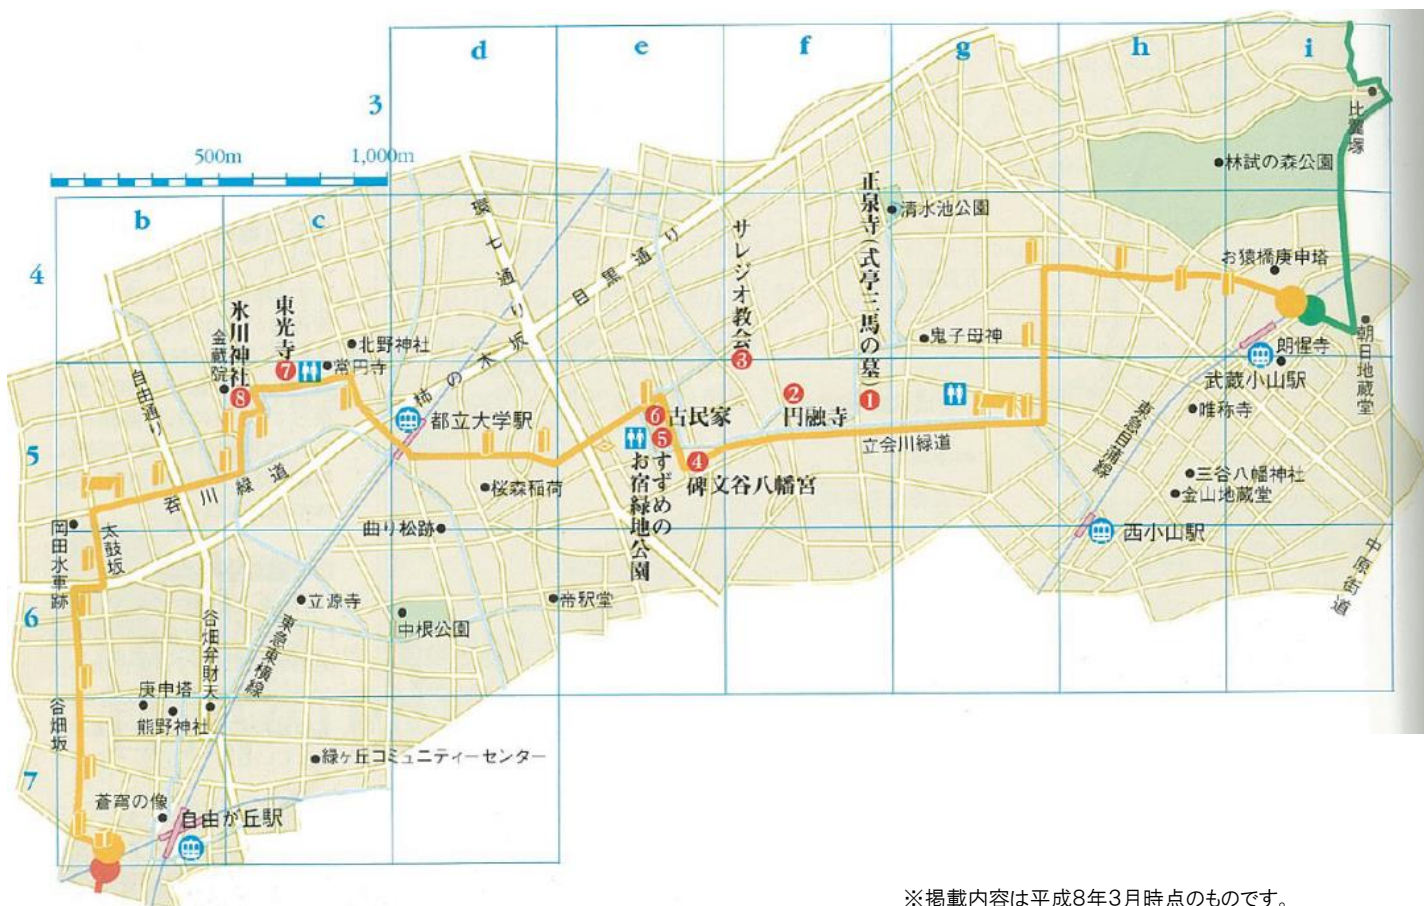 d
e
f
g
h
i
3
500m
1,000m
b
c
4
5
6
7
比翼塚
林試の森公園
清水池公園
正泉寺(式亭三馬の墓)
サレジオ教会
環七通り
目黒通り
お猿橋庚申塔
朝日地蔵堂
朗惺寺
武蔵小山駅
鬼子母神
東光寺
氷川神社
金蔵院
北野神社
常円寺
自由通り
柿の木坂
都立大学駅
3
2
1
7
8
6
5
4
古民家
円融寺
立会川緑道
唯称寺
東急目蒲線
すずめの
お宿緑地公園
碑文谷八幡宮
桜森稲荷
三谷八幡神社
金山地蔵堂
呑川緑道
曲り松跡
西小山駅
岡田水車跡
太鼓坂
中原街道
立源寺
中根公園
帝釈堂
谷畑弁財天
東急東横線
庚申塔
熊野神社
谷畑坂
緑ヶ丘コミュニティーセンター
蒼穹の像
自由が丘駅
※掲載内容は平成8年3月時点のものです。